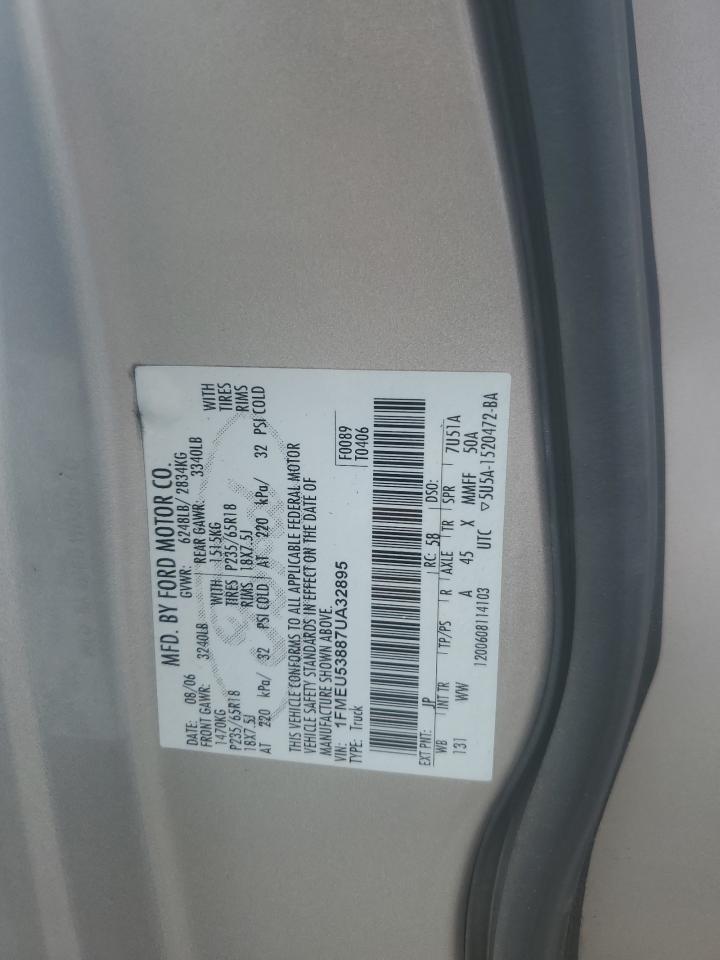 MFD. BY FORD MOTOR CO.
DATE: 08/06 GVWR: 6248LB/ 2834KG
FRONT GAWR: 3240LB REAR GAWR: 3340LB
1470KG WITH 1515KG WITH
P235/65R18 TIRES P235/65R18 TIRES
18X7.5J RIMS 18X7.5J RIMS
AT 220 kPa/ 32 PSI COLD AT 220 kPa/ 32 PSI COLD
THIS VEHICLE CONFORMS TO ALL APPLICABLE FEDERAL MOTOR
VEHICLE SAFETY STANDARDS IN EFFECT ON THE DATE OF
MANUFACTURE SHOWN ABOVE.
VIN: 1FMEU53887UA32895 F0089
TYPE: Truck T0406
EXT PNT: JP RC: 58 DSO:
WB INT TR TP/PS R AXLE TR SPR 7U51A
131 WW A 45 X MMFF 50A
1200608114103 UTC ▽5U5A-1520472-BA